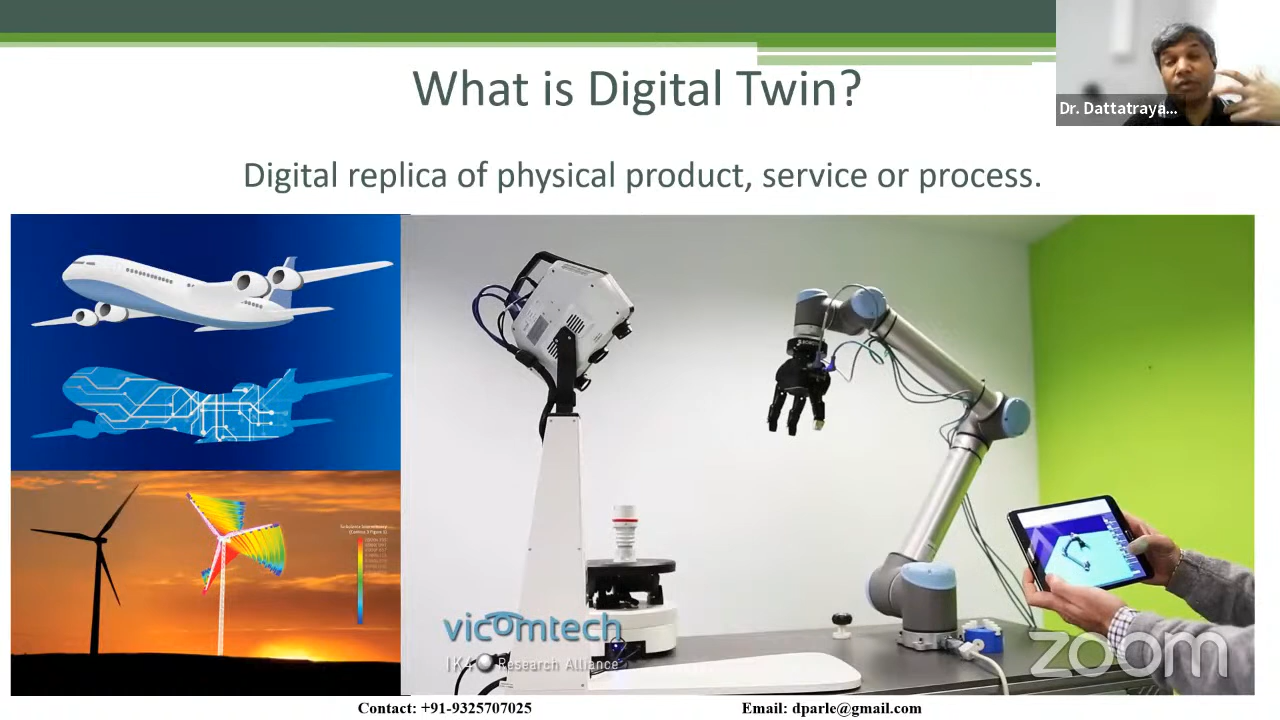 What is Digital Twin?
Dr. Dattatraya...
Digital replica of physical product, service or process.
vicomtech
IK4 Research Alliance
zoom
Contact: +91-9325707025
Email: dparle@gmail.com